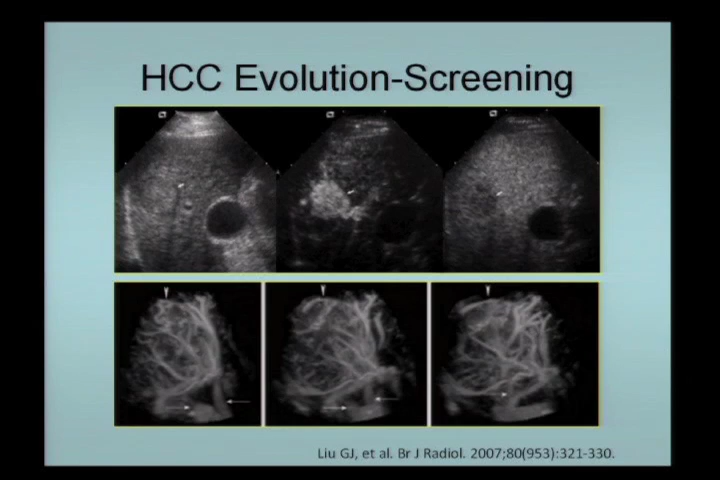 HCC Evolution-Screening
Liu GJ, et al. Br J Radiol. 2007;80(953):321-330.